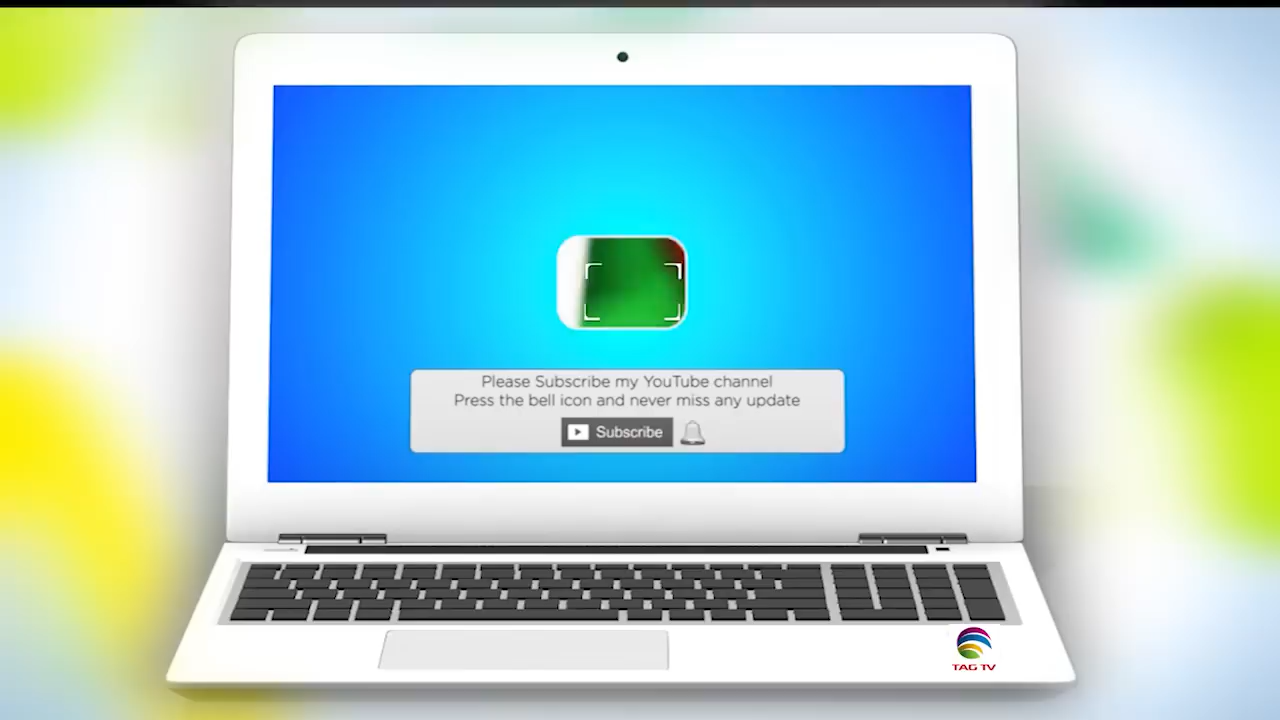 Please Subscribe my YouTube channel
Press the bell icon and never miss any update
Subscribe
TAG TV